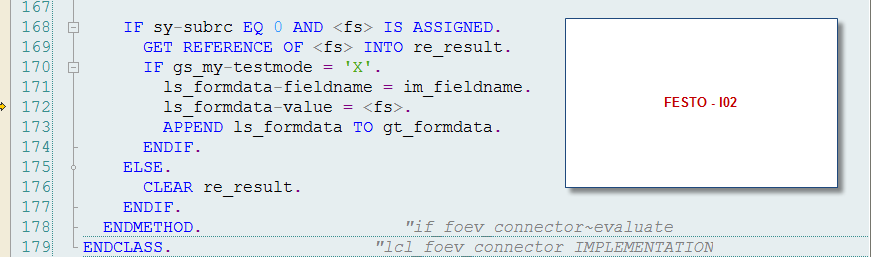 167
168 IF sy-subrc EQ 0 AND <fs> IS ASSIGNED.
169 GET REFERENCE OF <fs> INTO re_result.
170 IF gs_my-testmode = 'X'.
171 ls_formdata-fieldname = im_fieldname.
172 ls_formdata-value = <fs>.
173 APPEND ls_formdata TO gt_formdata.
174 ENDIF.
175 ELSE.
176 CLEAR re_result.
177 ENDIF.
178 ENDMETHOD. "if_foev_connector~evaluate
179 ENDCLASS. "lcl_foev_connector IMPLEMENTATION
FESTO - I02